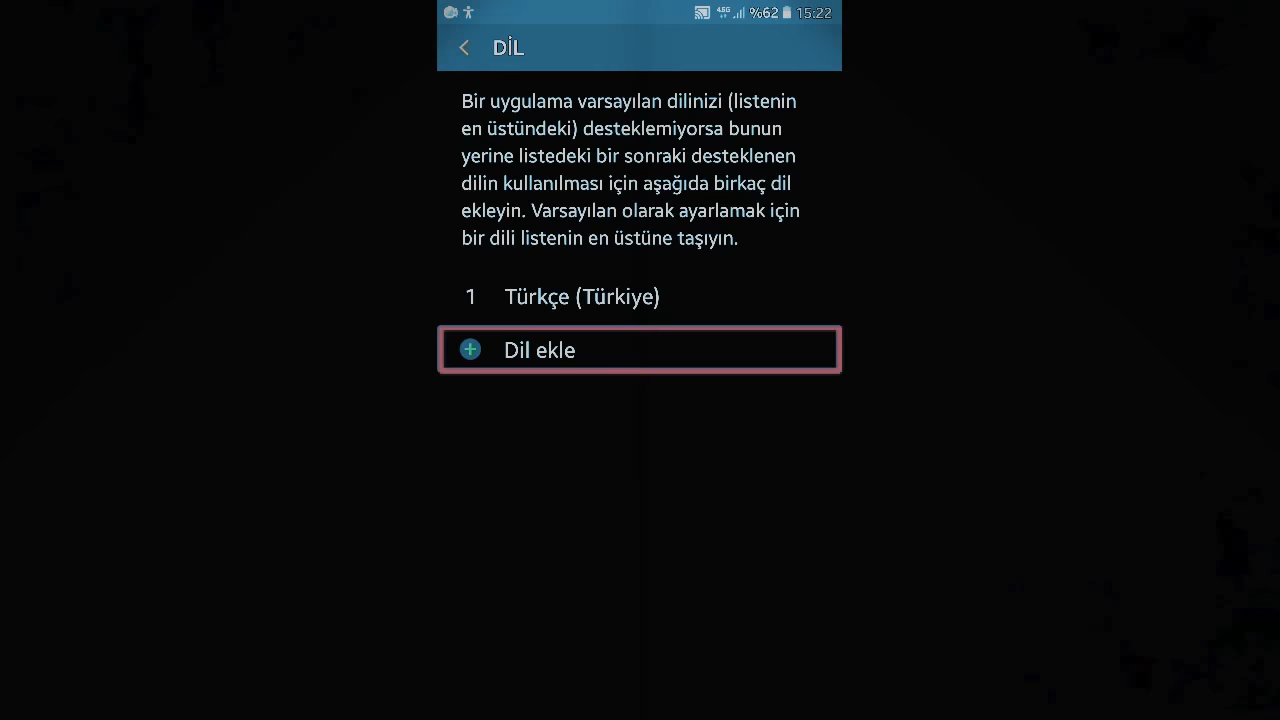 4.5G %62 15:22
DİL
Bir uygulama varsayılan dilinizi (listenin
en üstündeki) desteklemiyorsa bunun
yerine listedeki bir sonraki desteklenen
dilin kullanılması için aşağıda birkaç dil
ekleyin. Varsayılan olarak ayarlamak için
bir dili listenin en üstüne taşıyın.
1 Türkçe (Türkiye)
Dil ekle